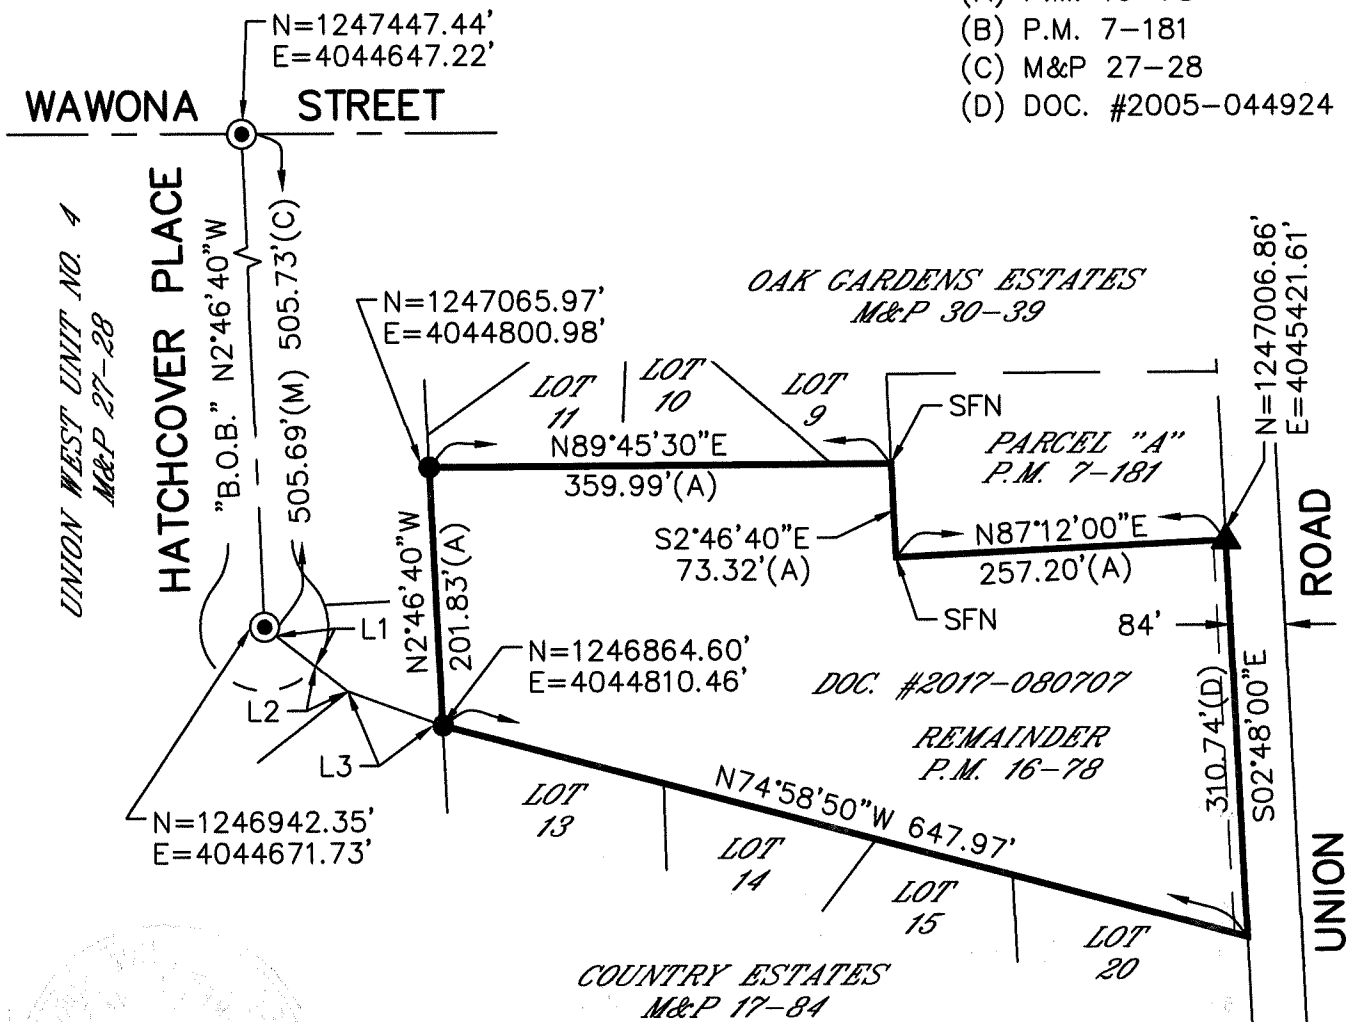 (B) P.M. 7-181
(C) M&P 27-28
(D) DOC. #2005-044924
N=1247447.44'
E=4044647.22'
WAWONA STREET
HATCHCOVER PLACE
UNION WEST UNIT NO. 4
M&P 27-28
"B.O.B." N2°46'40"W
505.69'(M) 505.73'(C)
N=1247065.97'
E=4044800.98'
OAK GARDENS ESTATES
M&P 30-39
N=1247006.86'
E=4045421.61'
LOT
11
LOT
10
LOT
9
SFN
N89°45'30"E
359.99'(A)
PARCEL "A"
P.M. 7-181
S2°46'40"E
73.32'(A)
N87°12'00"E
257.20'(A)
SFN
84'
N2°46'40"W
201.83'(A)
L1
L2
L3
N=1246864.60'
E=4044810.46'
DOC. #2017-080707
REMAINDER
P.M. 16-78
310.74'(D)
S02°48'00"E
UNION ROAD
N=1246942.35'
E=4044671.73'
N74°58'50"W 647.97'
LOT
13
LOT
14
LOT
15
LOT
20
COUNTRY ESTATES
M&P 17-84